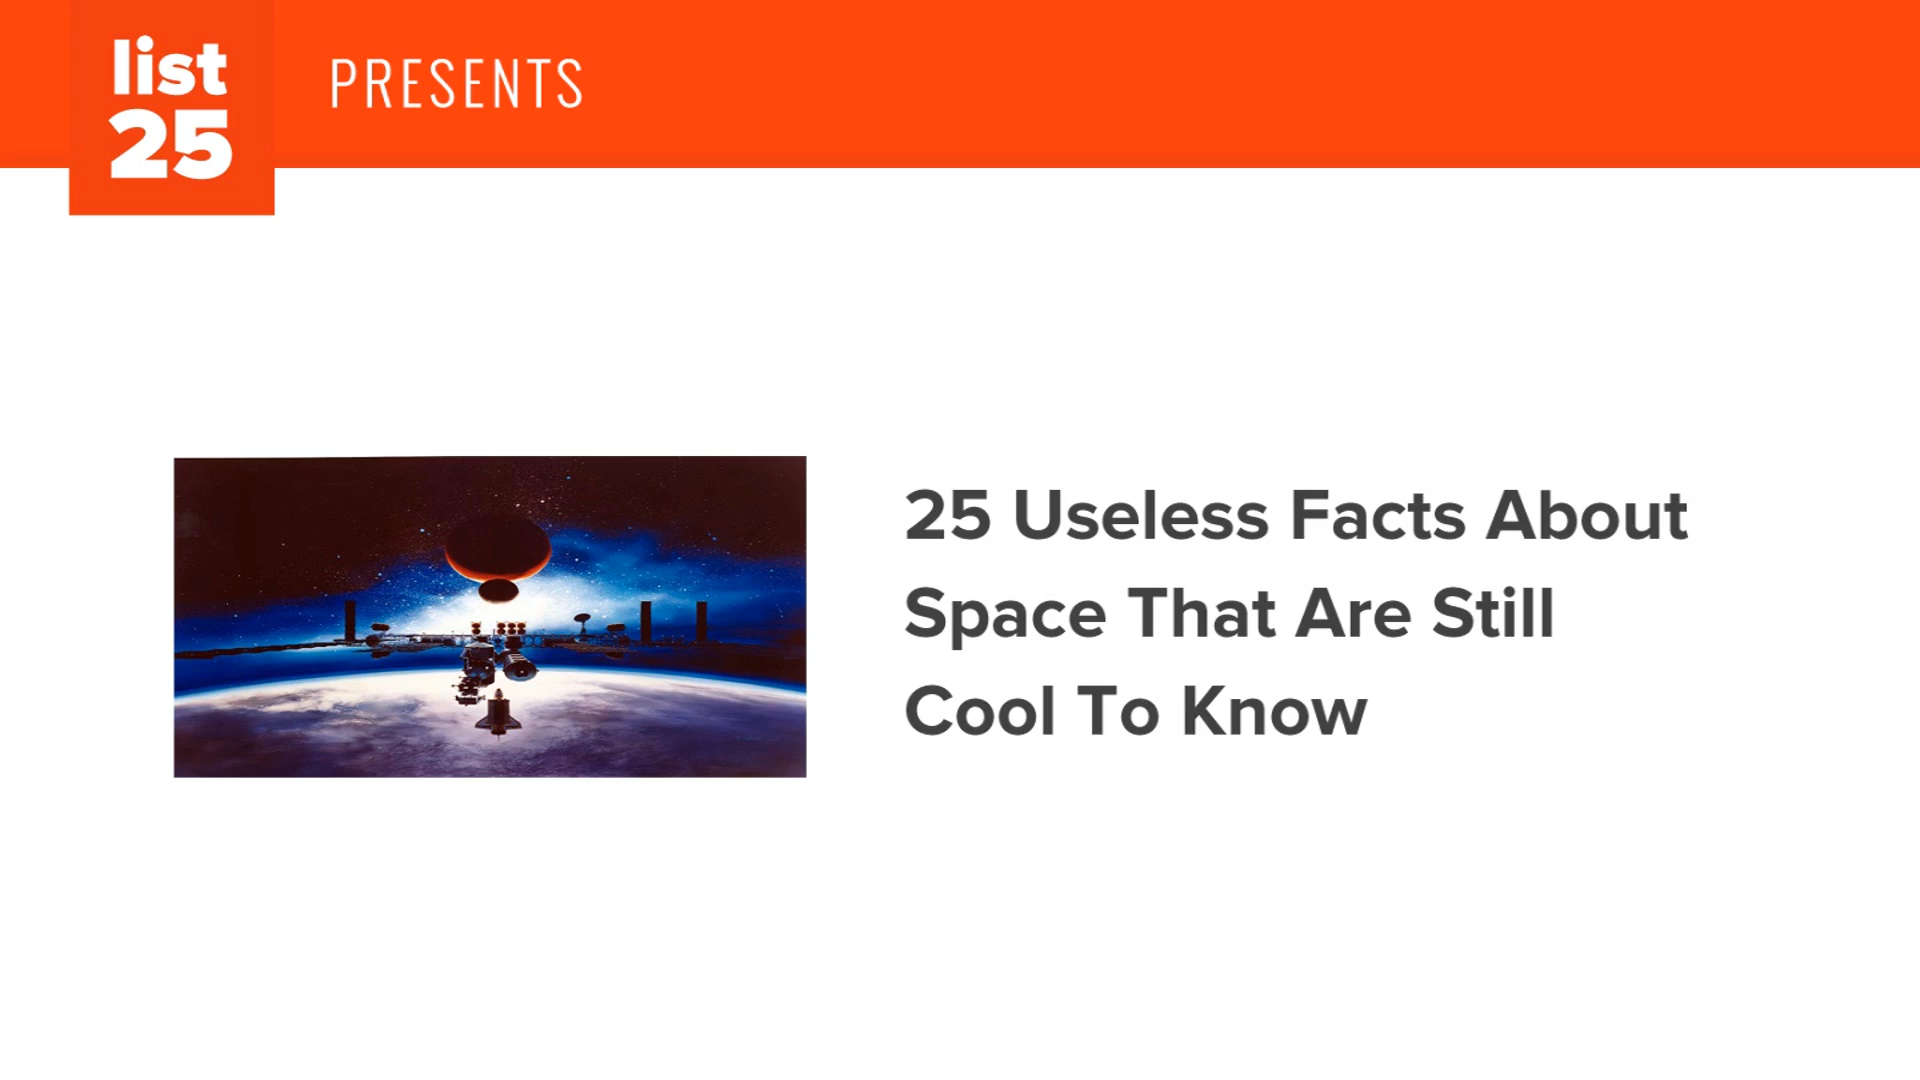 list
25
PRESENTS
25 Useless Facts About
Space That Are Still
Cool To Know